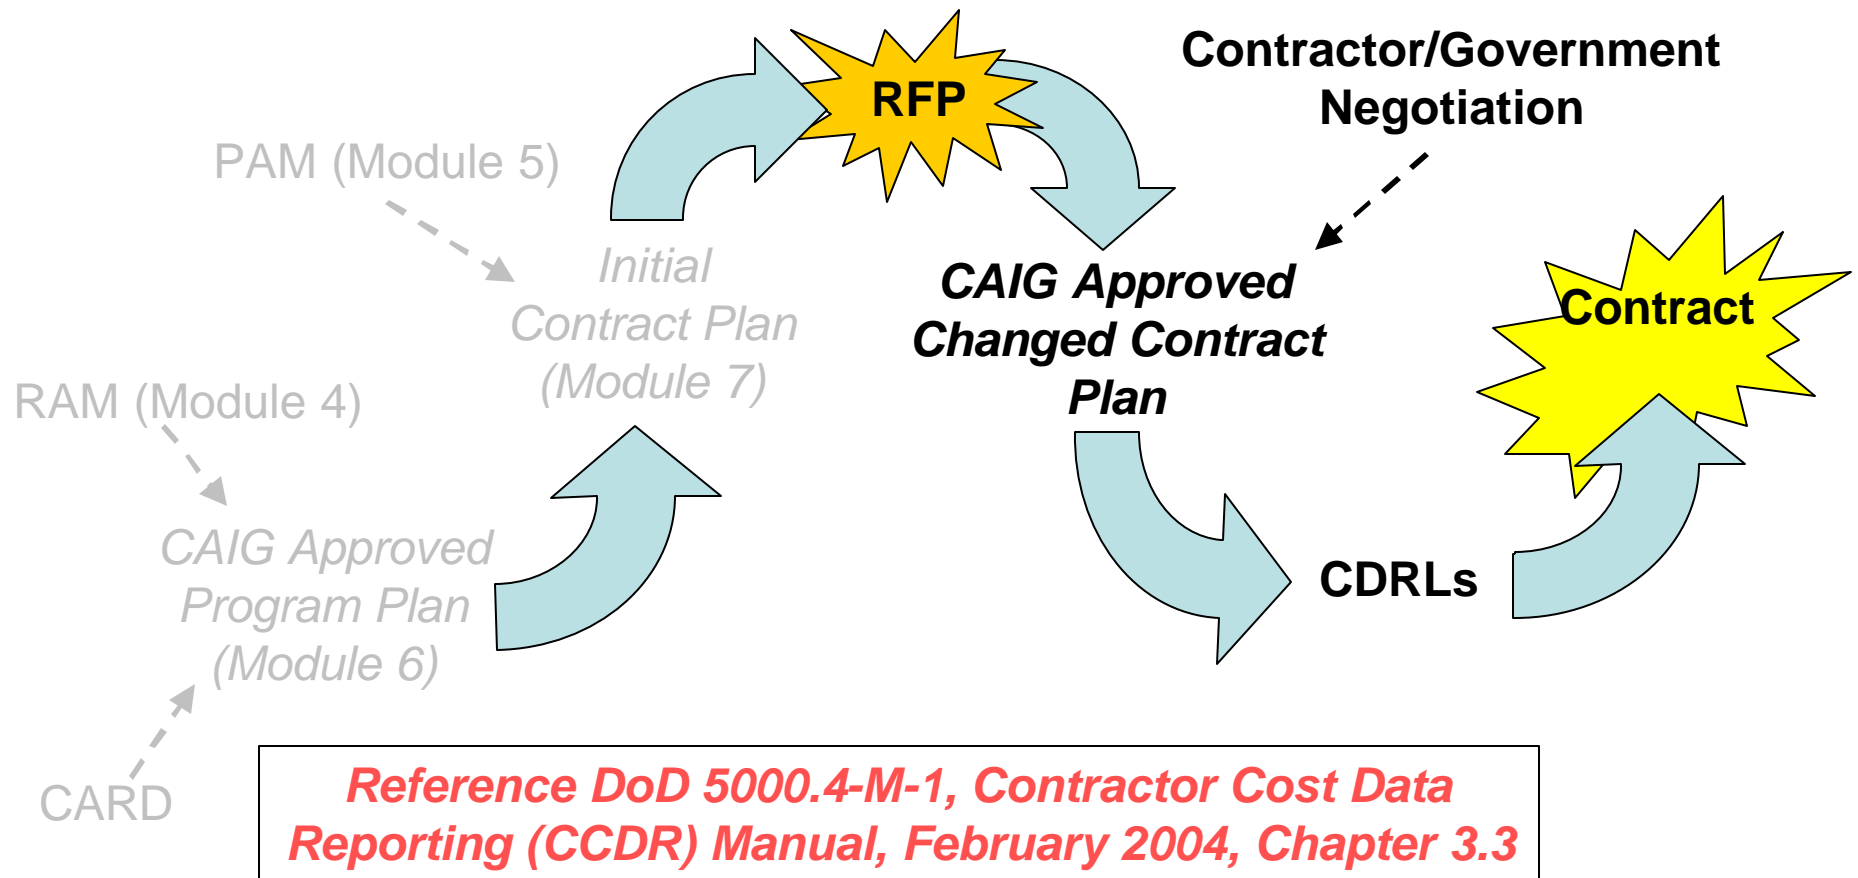 RFP
Contractor/Government
Negotiation
PAM (Module 5)
Initial
Contract Plan
(Module 7)
CAIG Approved
Changed Contract
Plan
Contract
RAM (Module 4)
CAIG Approved
Program Plan
(Module 6)
CDRLs
CARD
Reference DoD 5000.4-M-1, Contractor Cost Data
Reporting (CCDR) Manual, February 2004, Chapter 3.3